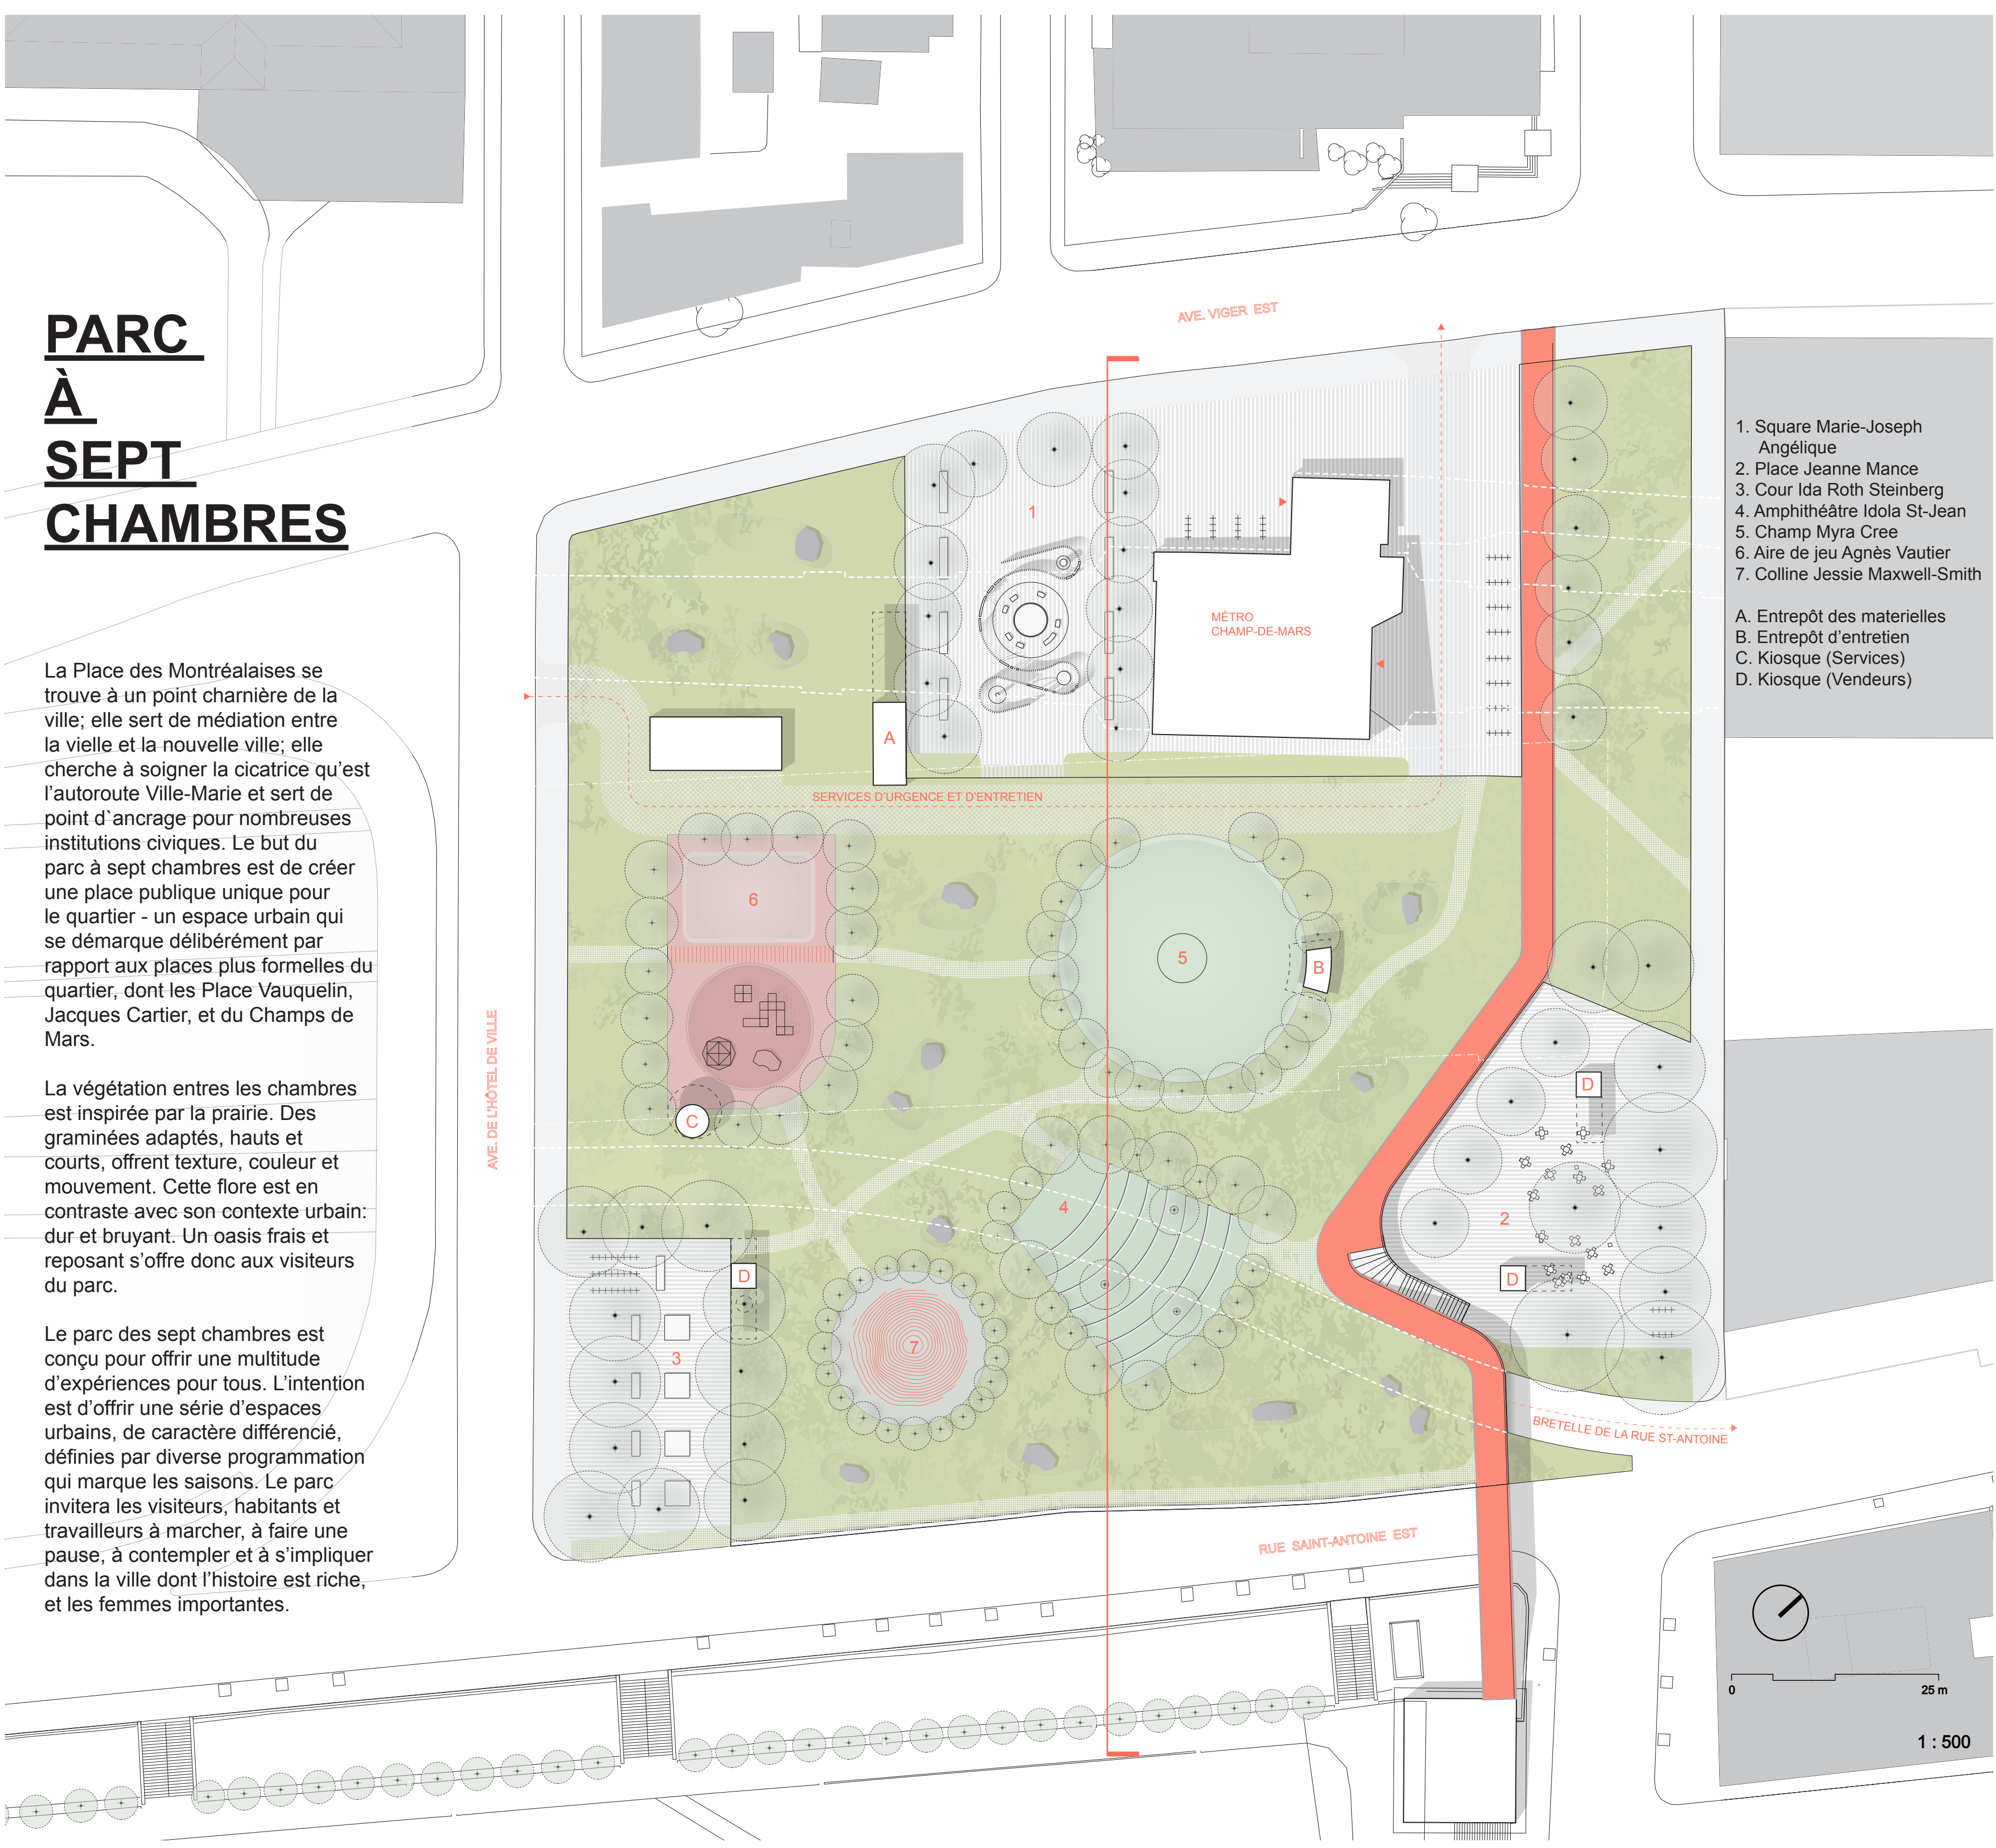 PARC
À
SEPT
CHAMBRES
La Place des Montréalaises se
trouve à un point charnière de la
ville; elle sert de médiation entre
la vielle et la nouvelle ville; elle
cherche à soigner la cicatrice qu'est
l'autoroute Ville-Marie et sert de
point d`ancrage pour nombreuses
institutions civiques. Le but du
parc à sept chambres est de créer
une place publique unique pour
le quartier - un espace urbain qui
se démarque délibérément par
rapport aux places plus formelles du
quartier, dont les Place Vauquelin,
Jacques Cartier, et du Champs de
Mars.
La végétation entres les chambres
est inspirée par la prairie. Des
graminées adaptés, hauts et
courts, offrent texture, couleur et
mouvement. Cette flore est en
contraste avec son contexte urbain:
dur et bruyant. Un oasis frais et
reposant s'offre donc aux visiteurs
du parc.
Le parc des sept chambres est
conçu pour offrir une multitude
d'expériences pour tous. L'intention
est d'offrir une série d'espaces
urbains, de caractère différencié,
définies par diverse programmation
qui marque les saisons. Le parc
invitera les visiteurs, habitants et
travailleurs à marcher, à faire une
pause, à contempler et à s'impliquer
dans la ville dont l'histoire est riche,
et les femmes importantes.
AVE. VIGER EST
1
MÉTRO
CHAMP-DE-MARS
A
SERVICES D'URGENCE ET D'ENTRETIEN
6
5
B
AVE. DE L'HÔTEL DE VILLE
C
D
4
2
D
D
3
7
BRETELLE DE LA RUE ST-ANTOINE
RUE SAINT-ANTOINE EST
1. Square Marie-Joseph
Angélique
2. Place Jeanne Mance
3. Cour Ida Roth Steinberg
4. Amphithéâtre Idola St-Jean
5. Champ Myra Cree
6. Aire de jeu Agnès Vautier
7. Colline Jessie Maxwell-Smith
A. Entrepôt des materielles
B. Entrepôt d'entretien
C. Kiosque (Services)
D. Kiosque (Vendeurs)
0 25 m
1 : 500